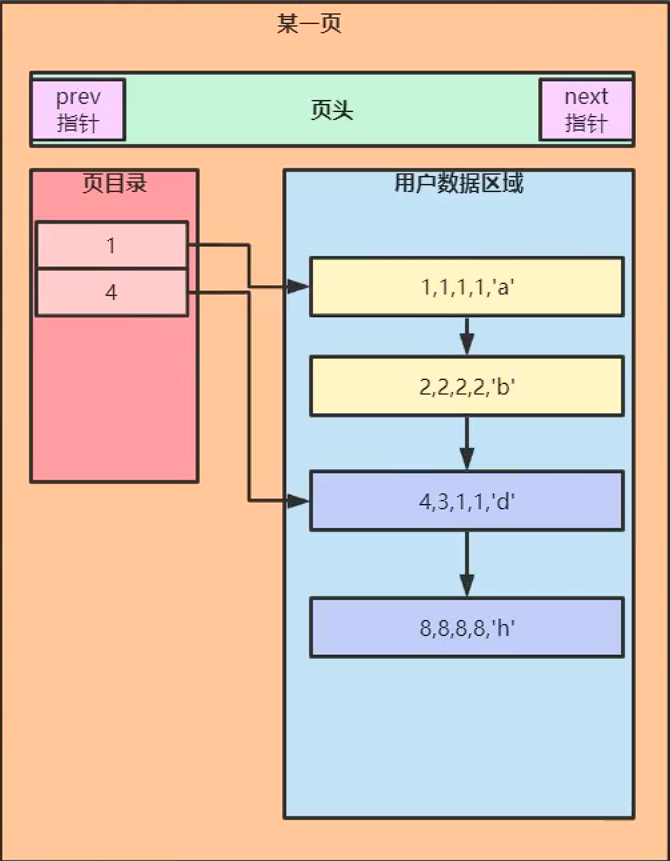 某一页
prev
指针
页头
next
指针
页目录
1
4
用户数据区域
1,1,1,1,'a'
2,2,2,2,'b'
4,3,1,1,'d'
8,8,8,8,'h'